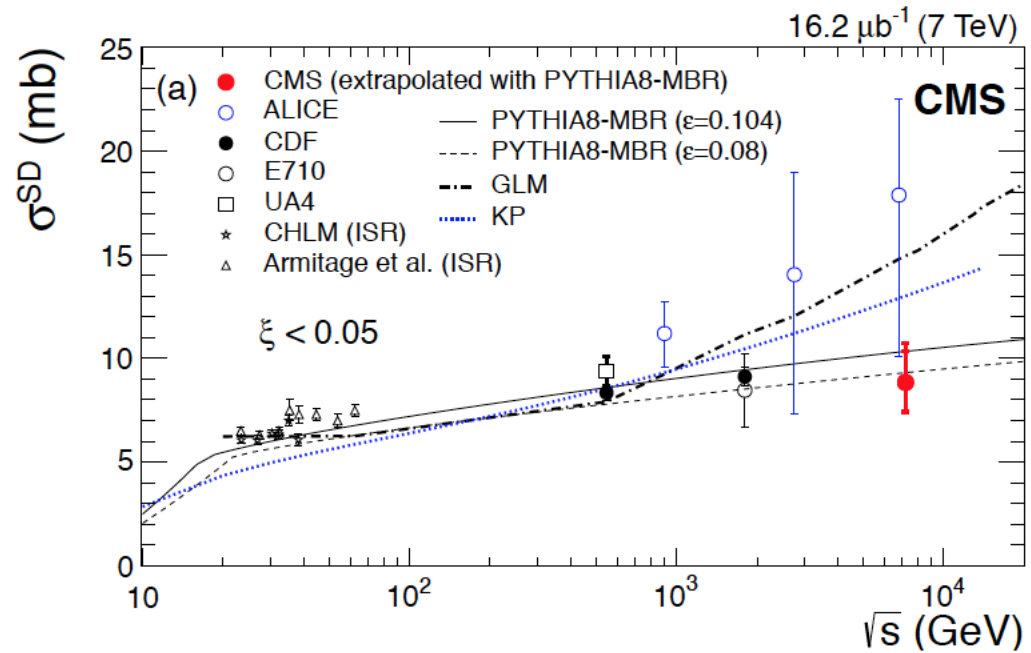 16.2 μb⁻¹ (7 TeV)
σ^SD (mb)
25
20
15
10
5
0
(a)
CMS (extrapolated with PYTHIA8-MBR)
ALICE
CDF
E710
UA4
CHLM (ISR)
Armitage et al. (ISR)
PYTHIA8-MBR (ε=0.104)
PYTHIA8-MBR (ε=0.08)
GLM
KP
CMS
ξ < 0.05
10
10²
10³
10⁴
√s (GeV)